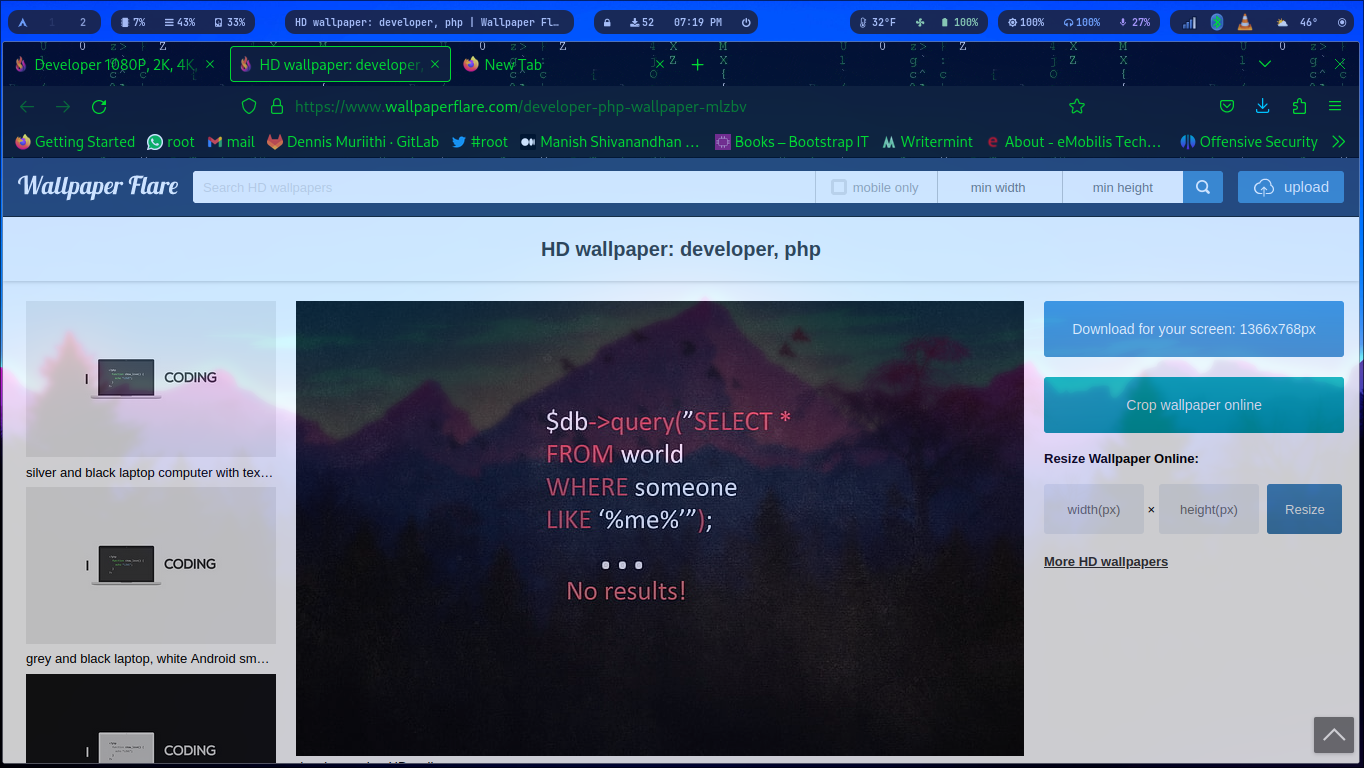 1 2 7% 43% 33% HD wallpaper: developer, php | Wallpaper Fl… 52 07:19 PM 32°F 100% 100% 100% 27% 46°
Developer 1080P, 2K, 4K, HD wallpaper: developer, New Tab
https://www.wallpaperflare.com/developer-php-wallpaper-mlzbv
Getting Started root mail Dennis Muriithi · GitLab #root Manish Shivanandhan … Books – Bootstrap IT Writermint About - eMobilis Tech… Offensive Security
Wallpaper Flare Search HD wallpapers mobile only min width min height upload
HD wallpaper: developer, php
I CODING
silver and black laptop computer with tex…
I CODING
grey and black laptop, white Android sm…
I CODING
$db->query("SELECT *
FROM world
WHERE someone
LIKE ‘%me%’”);
...
No results!
Download for your screen: 1366x768px
Crop wallpaper online
Resize Wallpaper Online:
width(px) × height(px) Resize
More HD wallpapers